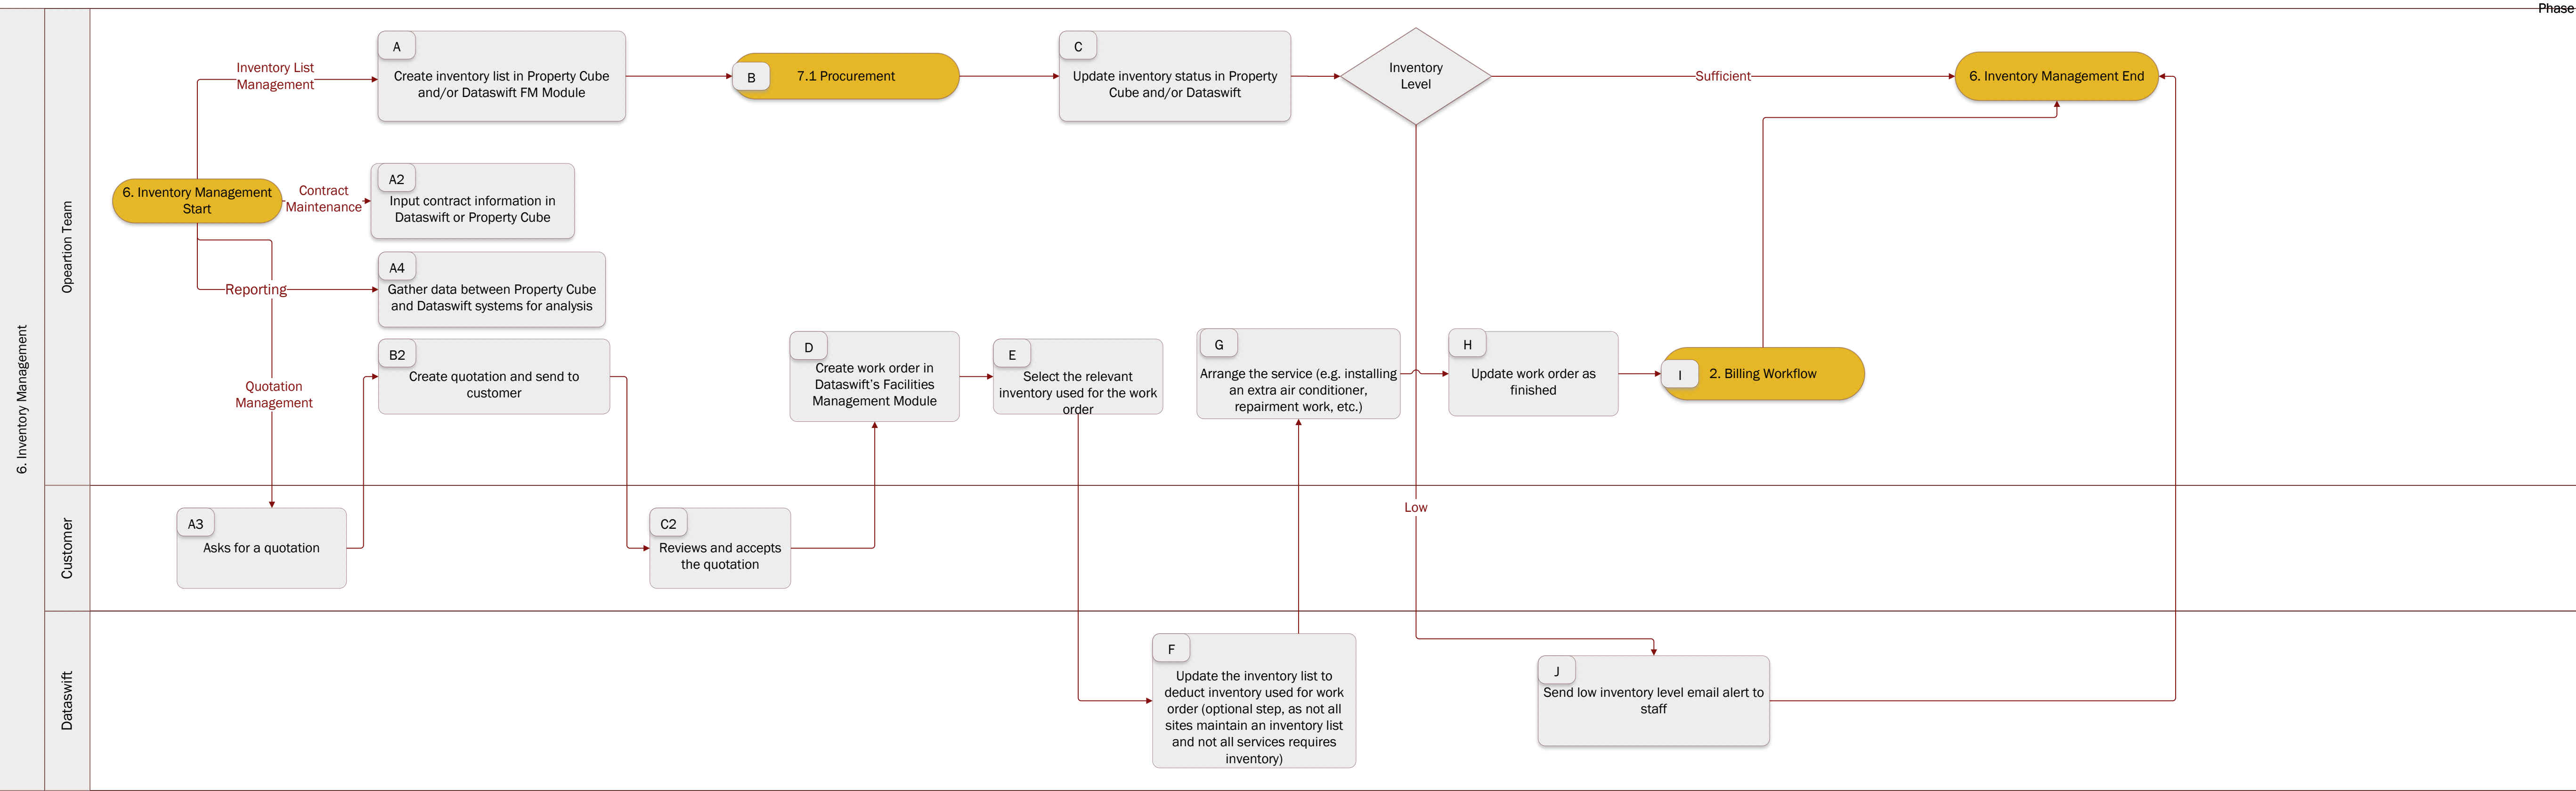 Phase
6. Inventory Management
Opeartion Team
Customer
Dataswift
6. Inventory Management
Start
Inventory List
Management
A
Create inventory list in Property Cube
and/or Dataswift FM Module
B
7.1 Procurement
C
Update inventory status in Property
Cube and/or Dataswift
Inventory
Level
Sufficient
6. Inventory Management End
Contract
Maintenance
A2
Input contract information in
Dataswift or Property Cube
Reporting
A4
Gather data between Property Cube
and Dataswift systems for analysis
Quotation
Management
B2
Create quotation and send to
customer
D
Create work order in
Dataswift's Facilities
Management Module
E
Select the relevant
inventory used for the work
order
G
Arrange the service (e.g. installing
an extra air conditioner,
repairment work, etc.)
H
Update work order as
finished
I
2. Billing Workflow
A3
Asks for a quotation
C2
Reviews and accepts
the quotation
Low
F
Update the inventory list to
deduct inventory used for work
order (optional step, as not all
sites maintain an inventory list
and not all services requires
inventory)
J
Send low inventory level email alert to
staff